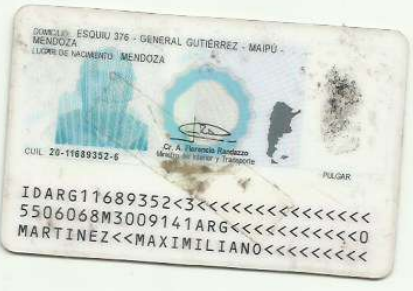 DOMICILIO: ESQUIU 376 - GENERAL GUTIÉRREZ - MAIPÚ -
MENDOZA
LUGAR DE NACIMIENTO: MENDOZA
Cr. A. Florencio Randazzo
Ministro del Interior y Transporte
CUIL: 20-11689352-6
PULGAR
IDARG11689352<3<<<<<<<<<<<<<<<
5506068M3009141ARG<<<<<<<<<<<0
MARTINEZ<<MAXIMILIANO<<<<<<<<<